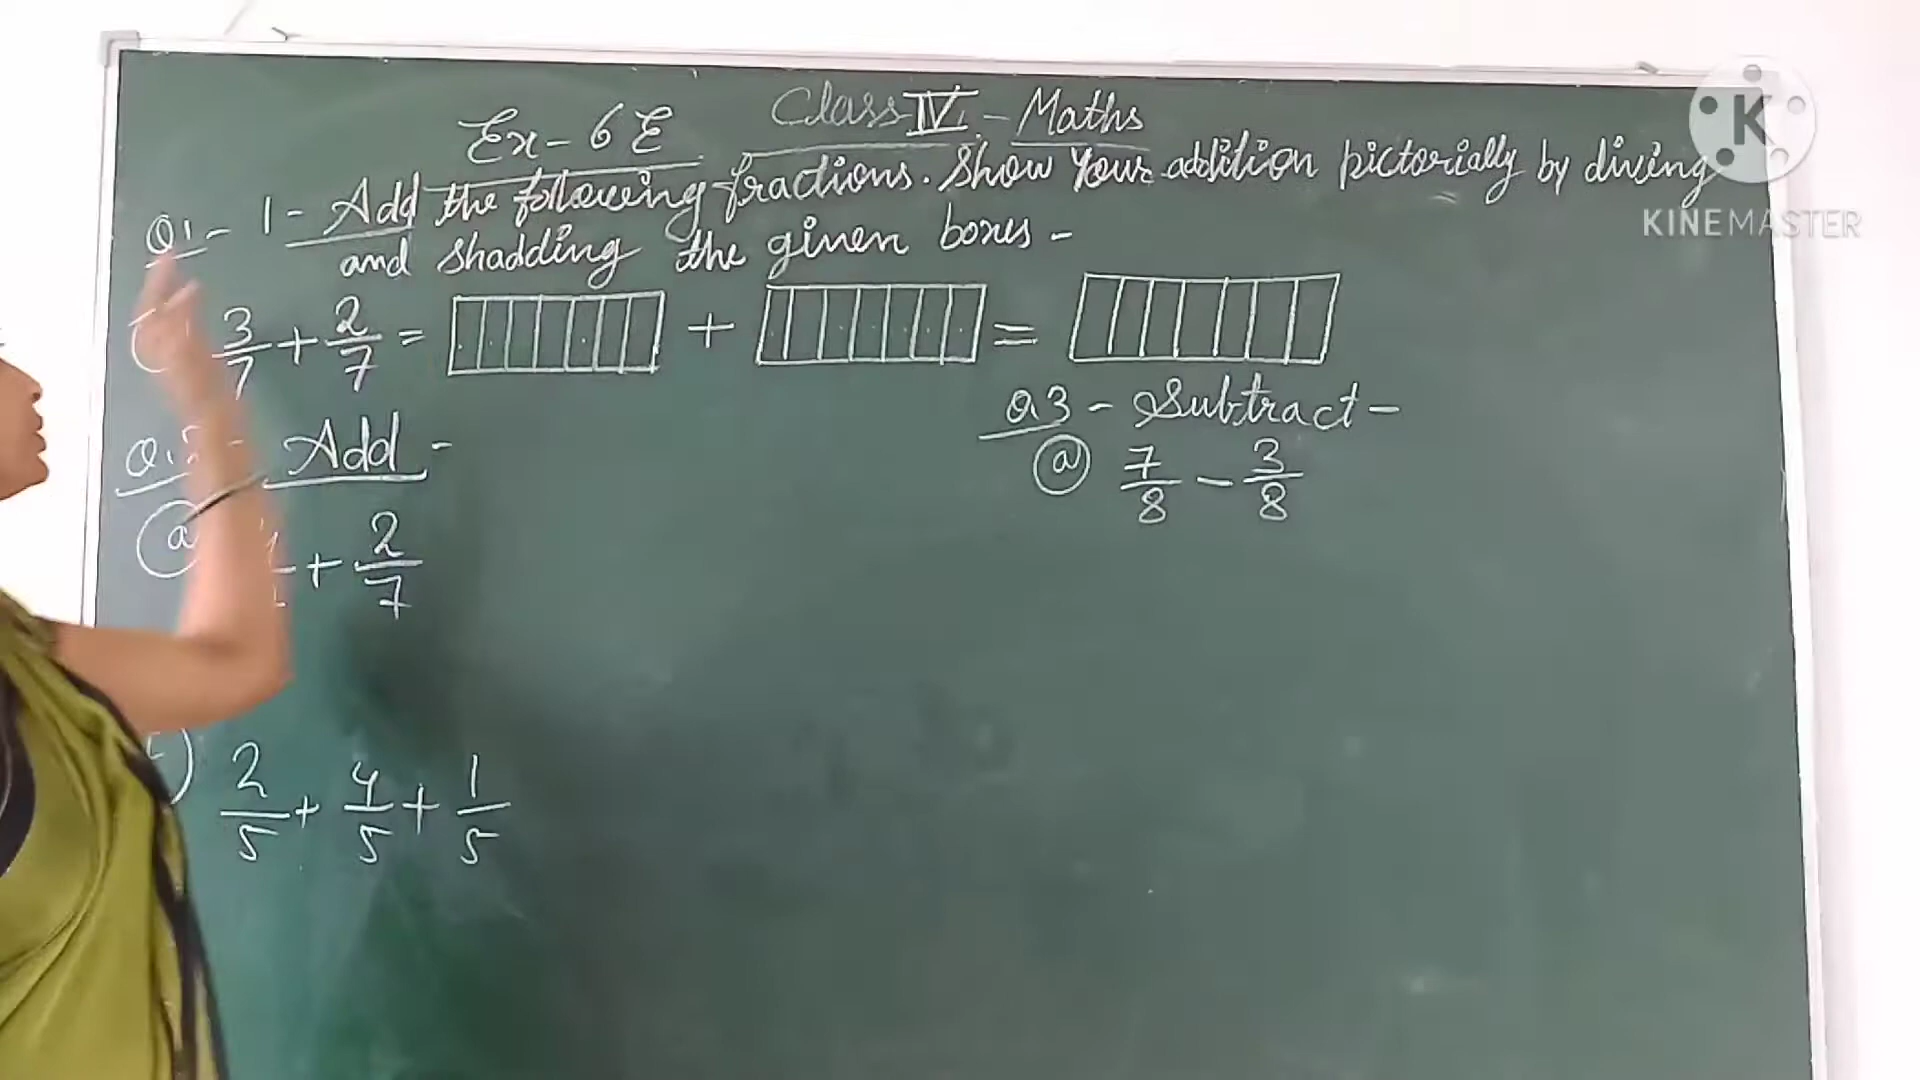 Class IV - Maths
Ex- 6 E
Q1- 1- Add the following fractions. Show Your addition pictorially by diving
and shadding the given boxes -
3/7 + 2/7 = + =
Q.2- Add -
a + 2/7
2/5 + 4/5 + 1/5
Q3 - Subtract -
a 7/8 - 3/8
K
KINEMASTER